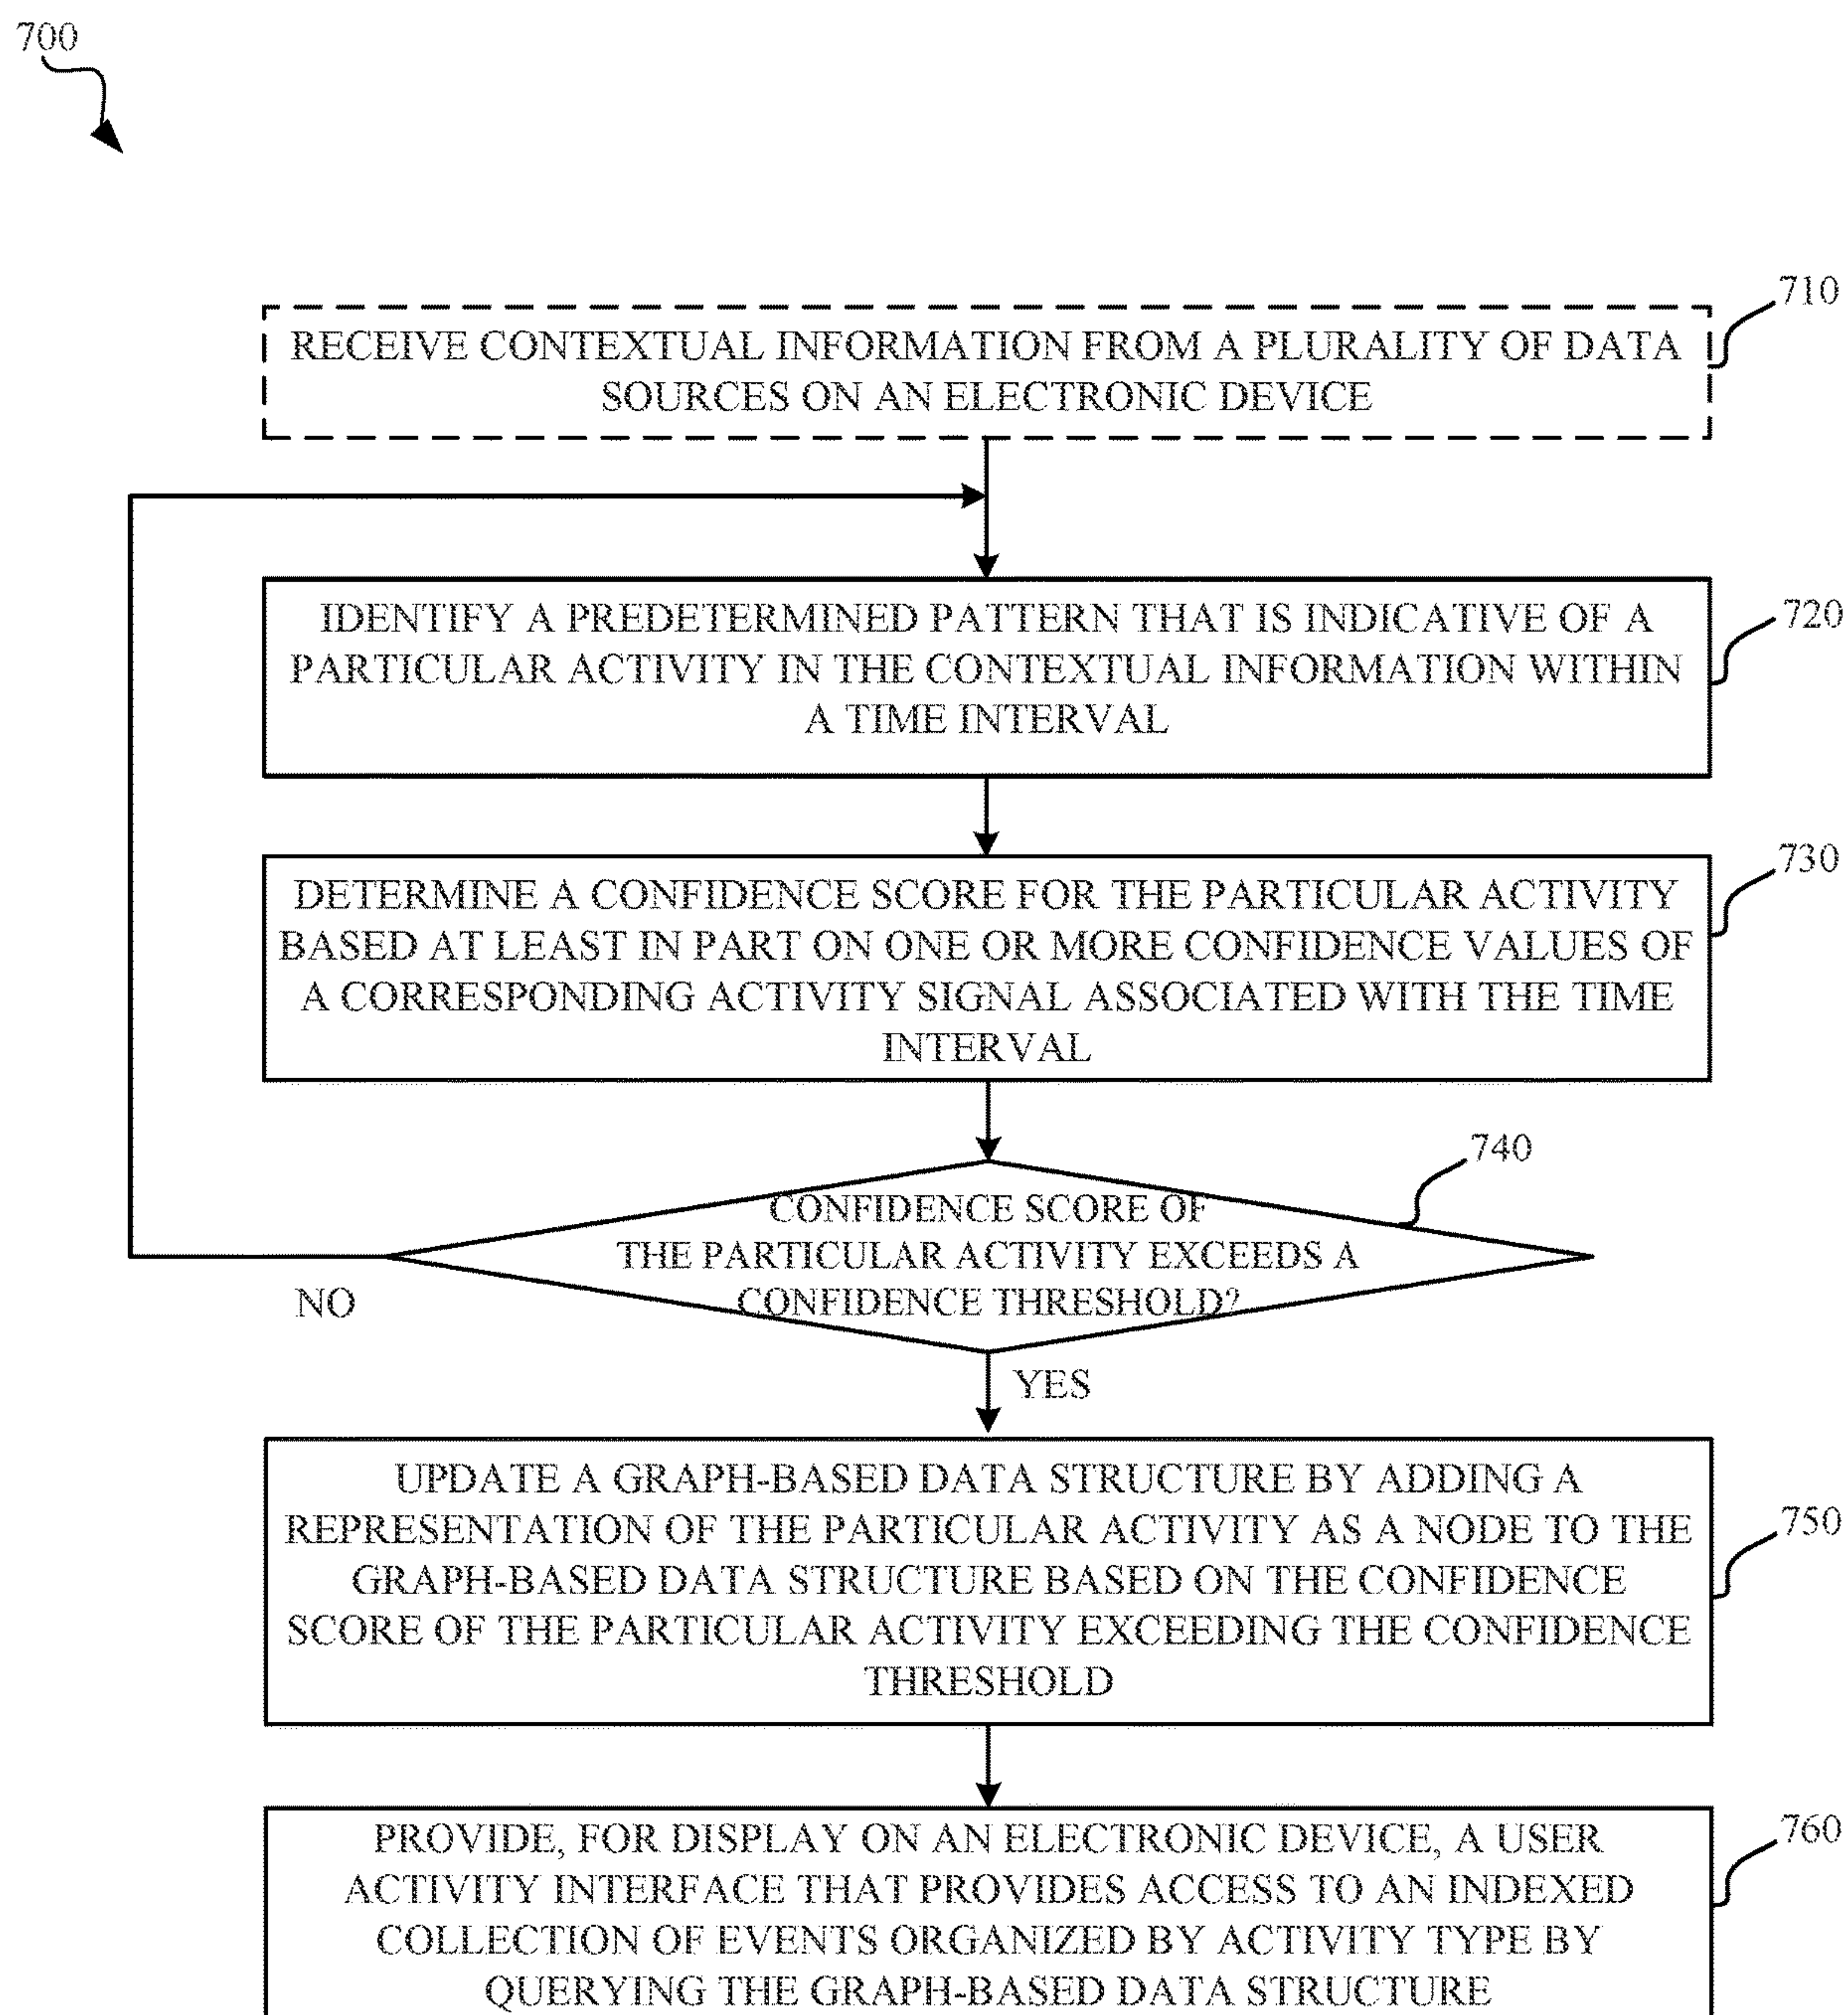 700
710
RECEIVE CONTEXTUAL INFORMATION FROM A PLURALITY OF DATA
SOURCES ON AN ELECTRONIC DEVICE
720
IDENTIFY A PREDETERMINED PATTERN THAT IS INDICATIVE OF A
PARTICULAR ACTIVITY IN THE CONTEXTUAL INFORMATION WITHIN
A TIME INTERVAL
730
DETERMINE A CONFIDENCE SCORE FOR THE PARTICULAR ACTIVITY
BASED AT LEAST IN PART ON ONE OR MORE CONFIDENCE VALUES OF
A CORRESPONDING ACTIVITY SIGNAL ASSOCIATED WITH THE TIME
INTERVAL
740
CONFIDENCE SCORE OF
THE PARTICULAR ACTIVITY EXCEEDS A
CONFIDENCE THRESHOLD?
NO
YES
UPDATE A GRAPH-BASED DATA STRUCTURE BY ADDING A
REPRESENTATION OF THE PARTICULAR ACTIVITY AS A NODE TO THE
GRAPH-BASED DATA STRUCTURE BASED ON THE CONFIDENCE
SCORE OF THE PARTICULAR ACTIVITY EXCEEDING THE CONFIDENCE
THRESHOLD
750
760
PROVIDE, FOR DISPLAY ON AN ELECTRONIC DEVICE, A USER
ACTIVITY INTERFACE THAT PROVIDES ACCESS TO AN INDEXED
COLLECTION OF EVENTS ORGANIZED BY ACTIVITY TYPE BY
QUERYING THE GRAPH-BASED DATA STRUCTURE